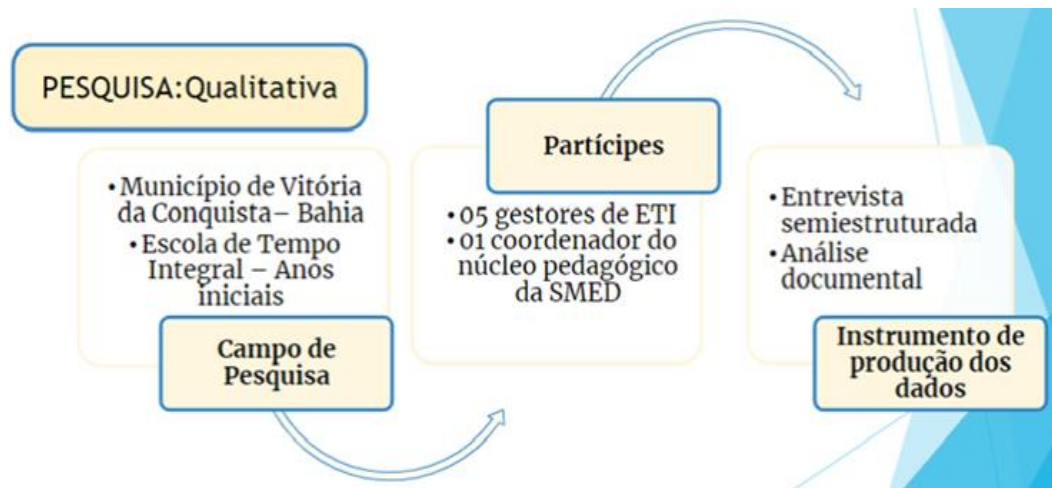 PESQUISA:Qualitativa
• Município de Vitória
da Conquista– Bahia
• Escola de Tempo
Integral – Anos
iniciais
Campo de
Pesquisa
Partícipes
• 05 gestores de ETI
• 01 coordenador do
núcleo pedagógico
da SMED
• Entrevista
semiestruturada
• Análise
documental
Instrumento de
produção dos
dados